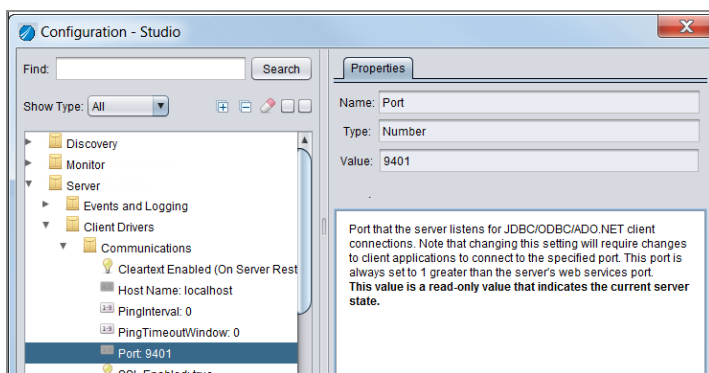 Configuration - Studio
X
Find:
Search
Show Type: All
Discovery
Monitor
Server
Events and Logging
Client Drivers
Communications
Cleartext Enabled (On Server Rest
Host Name: localhost
PingInterval: 0
PingTimeoutWindow: 0
Port: 9401
SSL Enabled: true
Properties
Name: Port
Type: Number
Value: 9401
Port that the server listens for JDBC/ODBC/ADO.NET client
connections. Note that changing this setting will require changes
to client applications to connect to the specified port. This port is
always set to 1 greater than the server's web services port.
This value is a read-only value that indicates the current server
state.